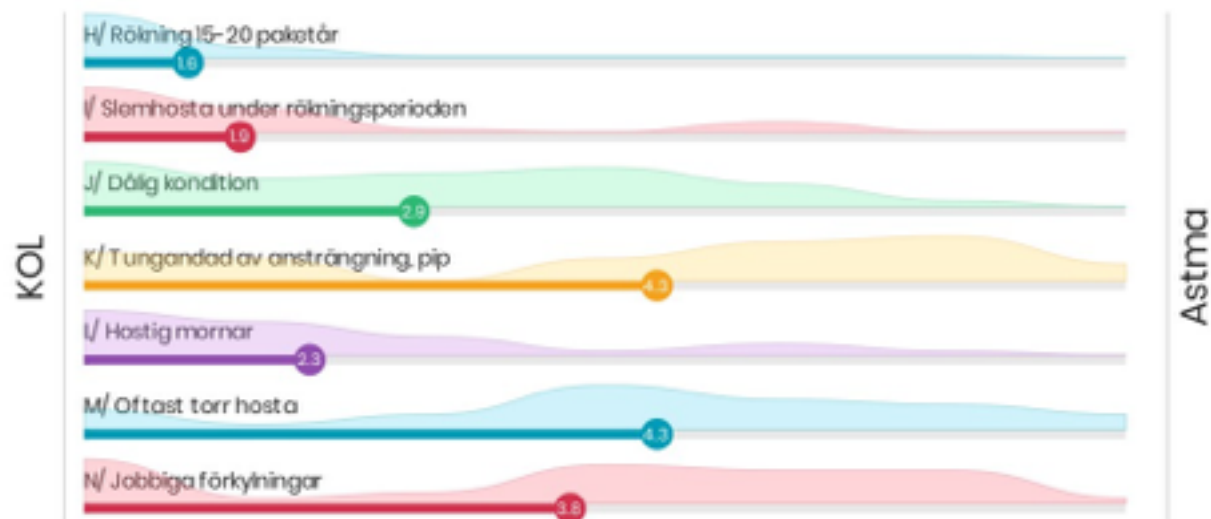 H/ Rökning 15-20 paketår
1.6
I/ Slemhosta under rökningsperioden
1.9
J/ Dålig kondition
2.9
KOL
K/ Tungandad av ansträngning, pip
4.3
Astma
L/ Hostig mornar
2.3
M/ Oftast torr hosta
4.3
N/ Jobbiga förkylningar
3.8